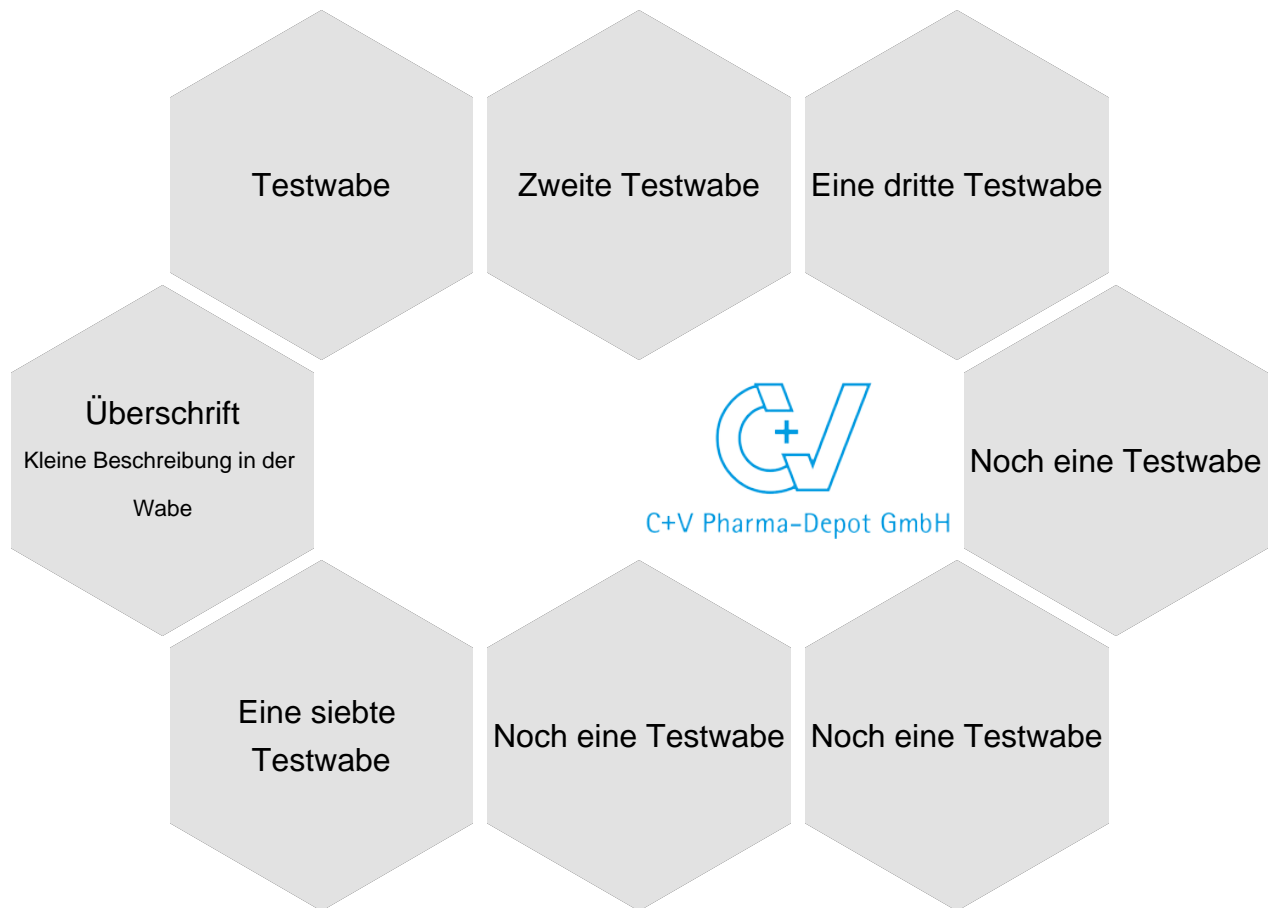 Testwabe
Zweite Testwabe
Eine dritte Testwabe
Überschrift
Kleine Beschreibung in der
Wabe
C+V
C+V Pharma-Depot GmbH
Noch eine Testwabe
Eine siebte
Testwabe
Noch eine Testwabe
Noch eine Testwabe